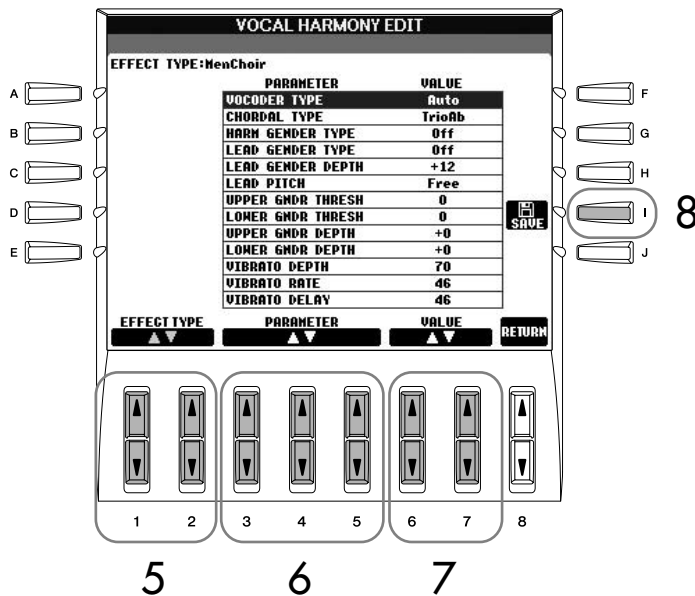 VOCAL HARMONY EDIT
EFFECT TYPE:MenChoir
PARAMETER VALUE
VOCODER TYPE Auto
CHORDAL TYPE TrioAb
HARM GENDER TYPE Off
LEAD GENDER TYPE Off
LEAD GENDER DEPTH +12
LEAD PITCH Free
UPPER GNDR THRESH 0
LOWER GNDR THRESH 0
UPPER GNDR DEPTH +0
LOWER GNDR DEPTH +0
VIBRATO DEPTH 70
VIBRATO RATE 46
VIBRATO DELAY 46
A
B
C
D
E
F
G
H
I
J
8
SAVE
EFFECT TYPE PARAMETER VALUE RETURN
1 2 3 4 5 6 7 8
5 6 7